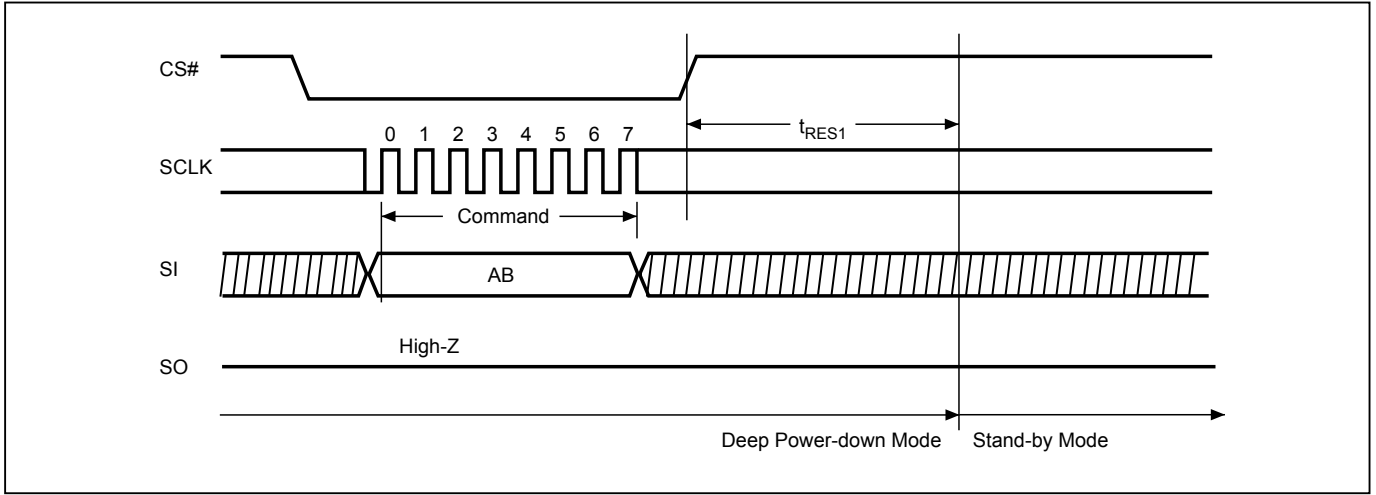 CS#
tRES1
0 1 2 3 4 5 6 7
SCLK
Command
SI
AB
High-Z
SO
Deep Power-down Mode Stand-by Mode